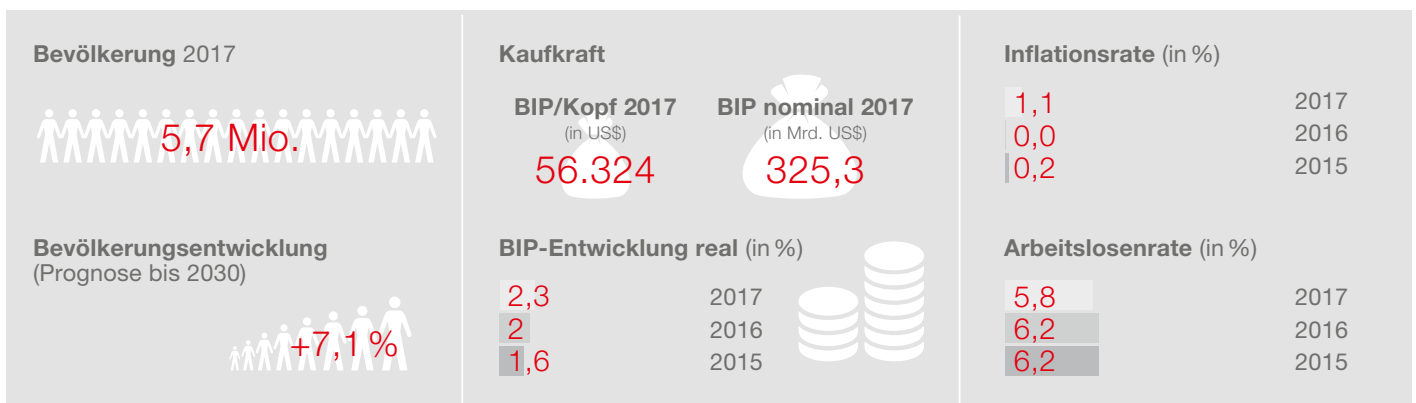 Bevölkerung 2017
5,7 Mio.
Bevölkerungsentwicklung
(Prognose bis 2030)
+7,1 %
Kaufkraft
BIP/Kopf 2017
(in US$)
56.324
BIP nominal 2017
(in Mrd. US$)
325,3
BIP-Entwicklung real (in %)
2,3 2017
2 2016
1,6 2015
Inflationsrate (in %)
1,1 2017
0,0 2016
0,2 2015
Arbeitslosenrate (in %)
5,8 2017
6,2 2016
6,2 2015